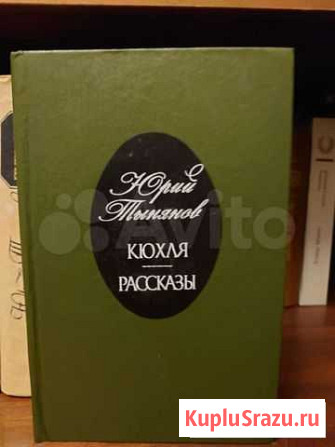 Юрий
Тынянов
КЮХЛЯ
РАССКАЗЫ
Avito
KupluSrazu.ru